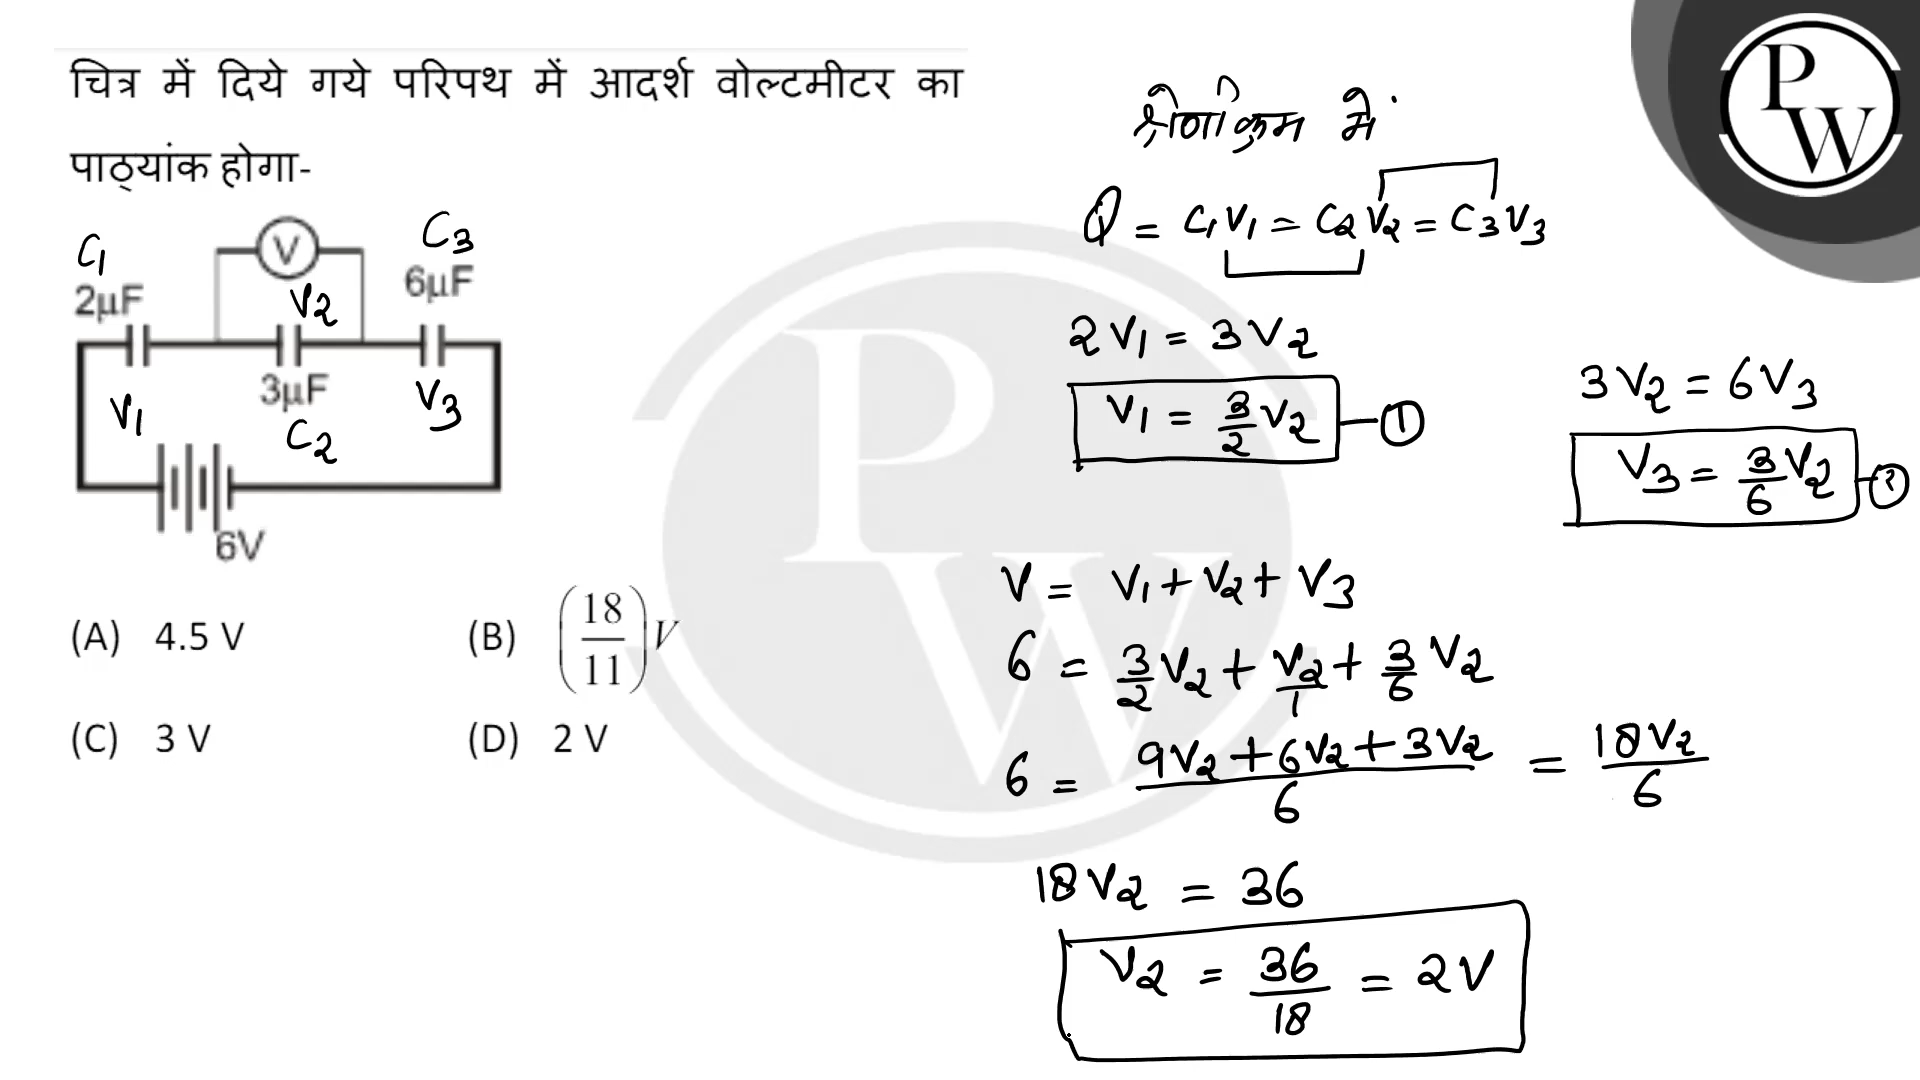 चित्र में दिये गये परिपथ में आदर्श वोल्टमीटर का
पाठ्यांक होगा-
C₁
2µF
V
V₂
C₃
6µF
V₁
3µF
C₂
V₃
6V
(A) 4.5 V
(B) (18/11) V
(C) 3 V
(D) 2 V
PW
श्रेणीक्रम में
Q = C₁V₁ = C₂V₂ = C₃V₃
2V₁ = 3V₂
V₁ = 3/2 V₂ — ①
3V₂ = 6V₃
V₃ = 3/6 V₂ — ②
V = V₁ + V₂ + V₃
6 = 3/2 V₂ + V₂/1 + 3/6 V₂
6 = (9V₂ + 6V₂ + 3V₂)/6 = 18V₂/6
18V₂ = 36
V₂ = 36/18 = 2V
PW